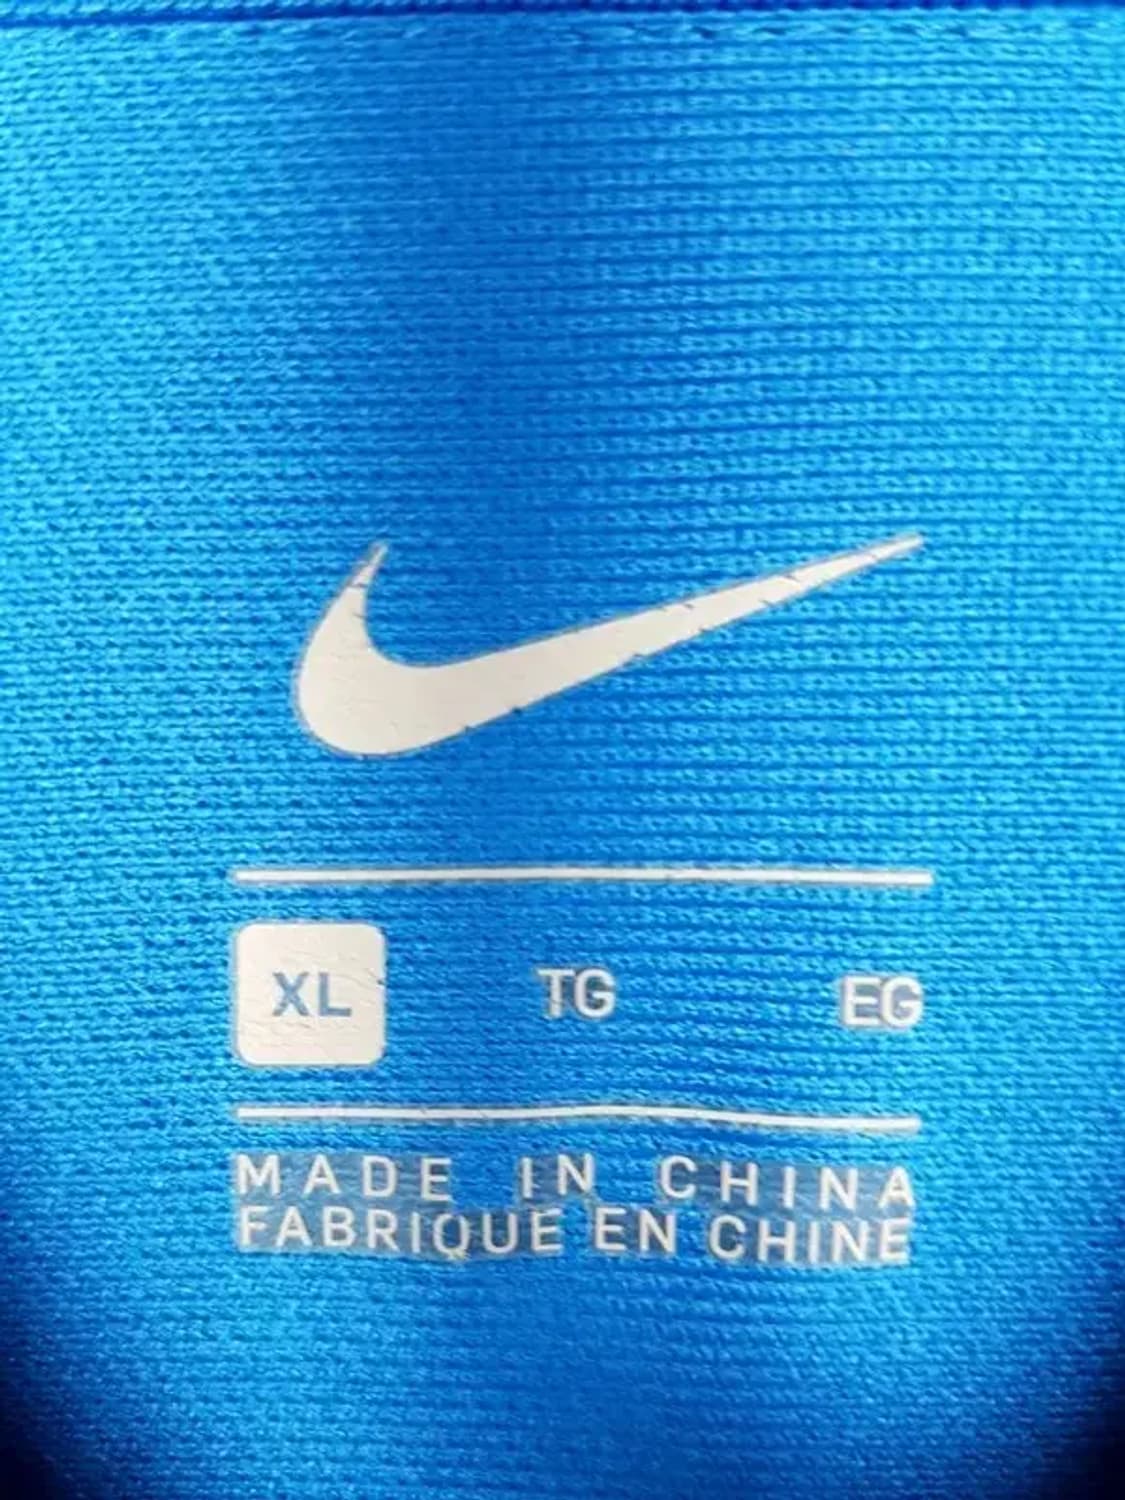 XL TG EG
MADE IN CHINA
FABRIQUE EN CHINE